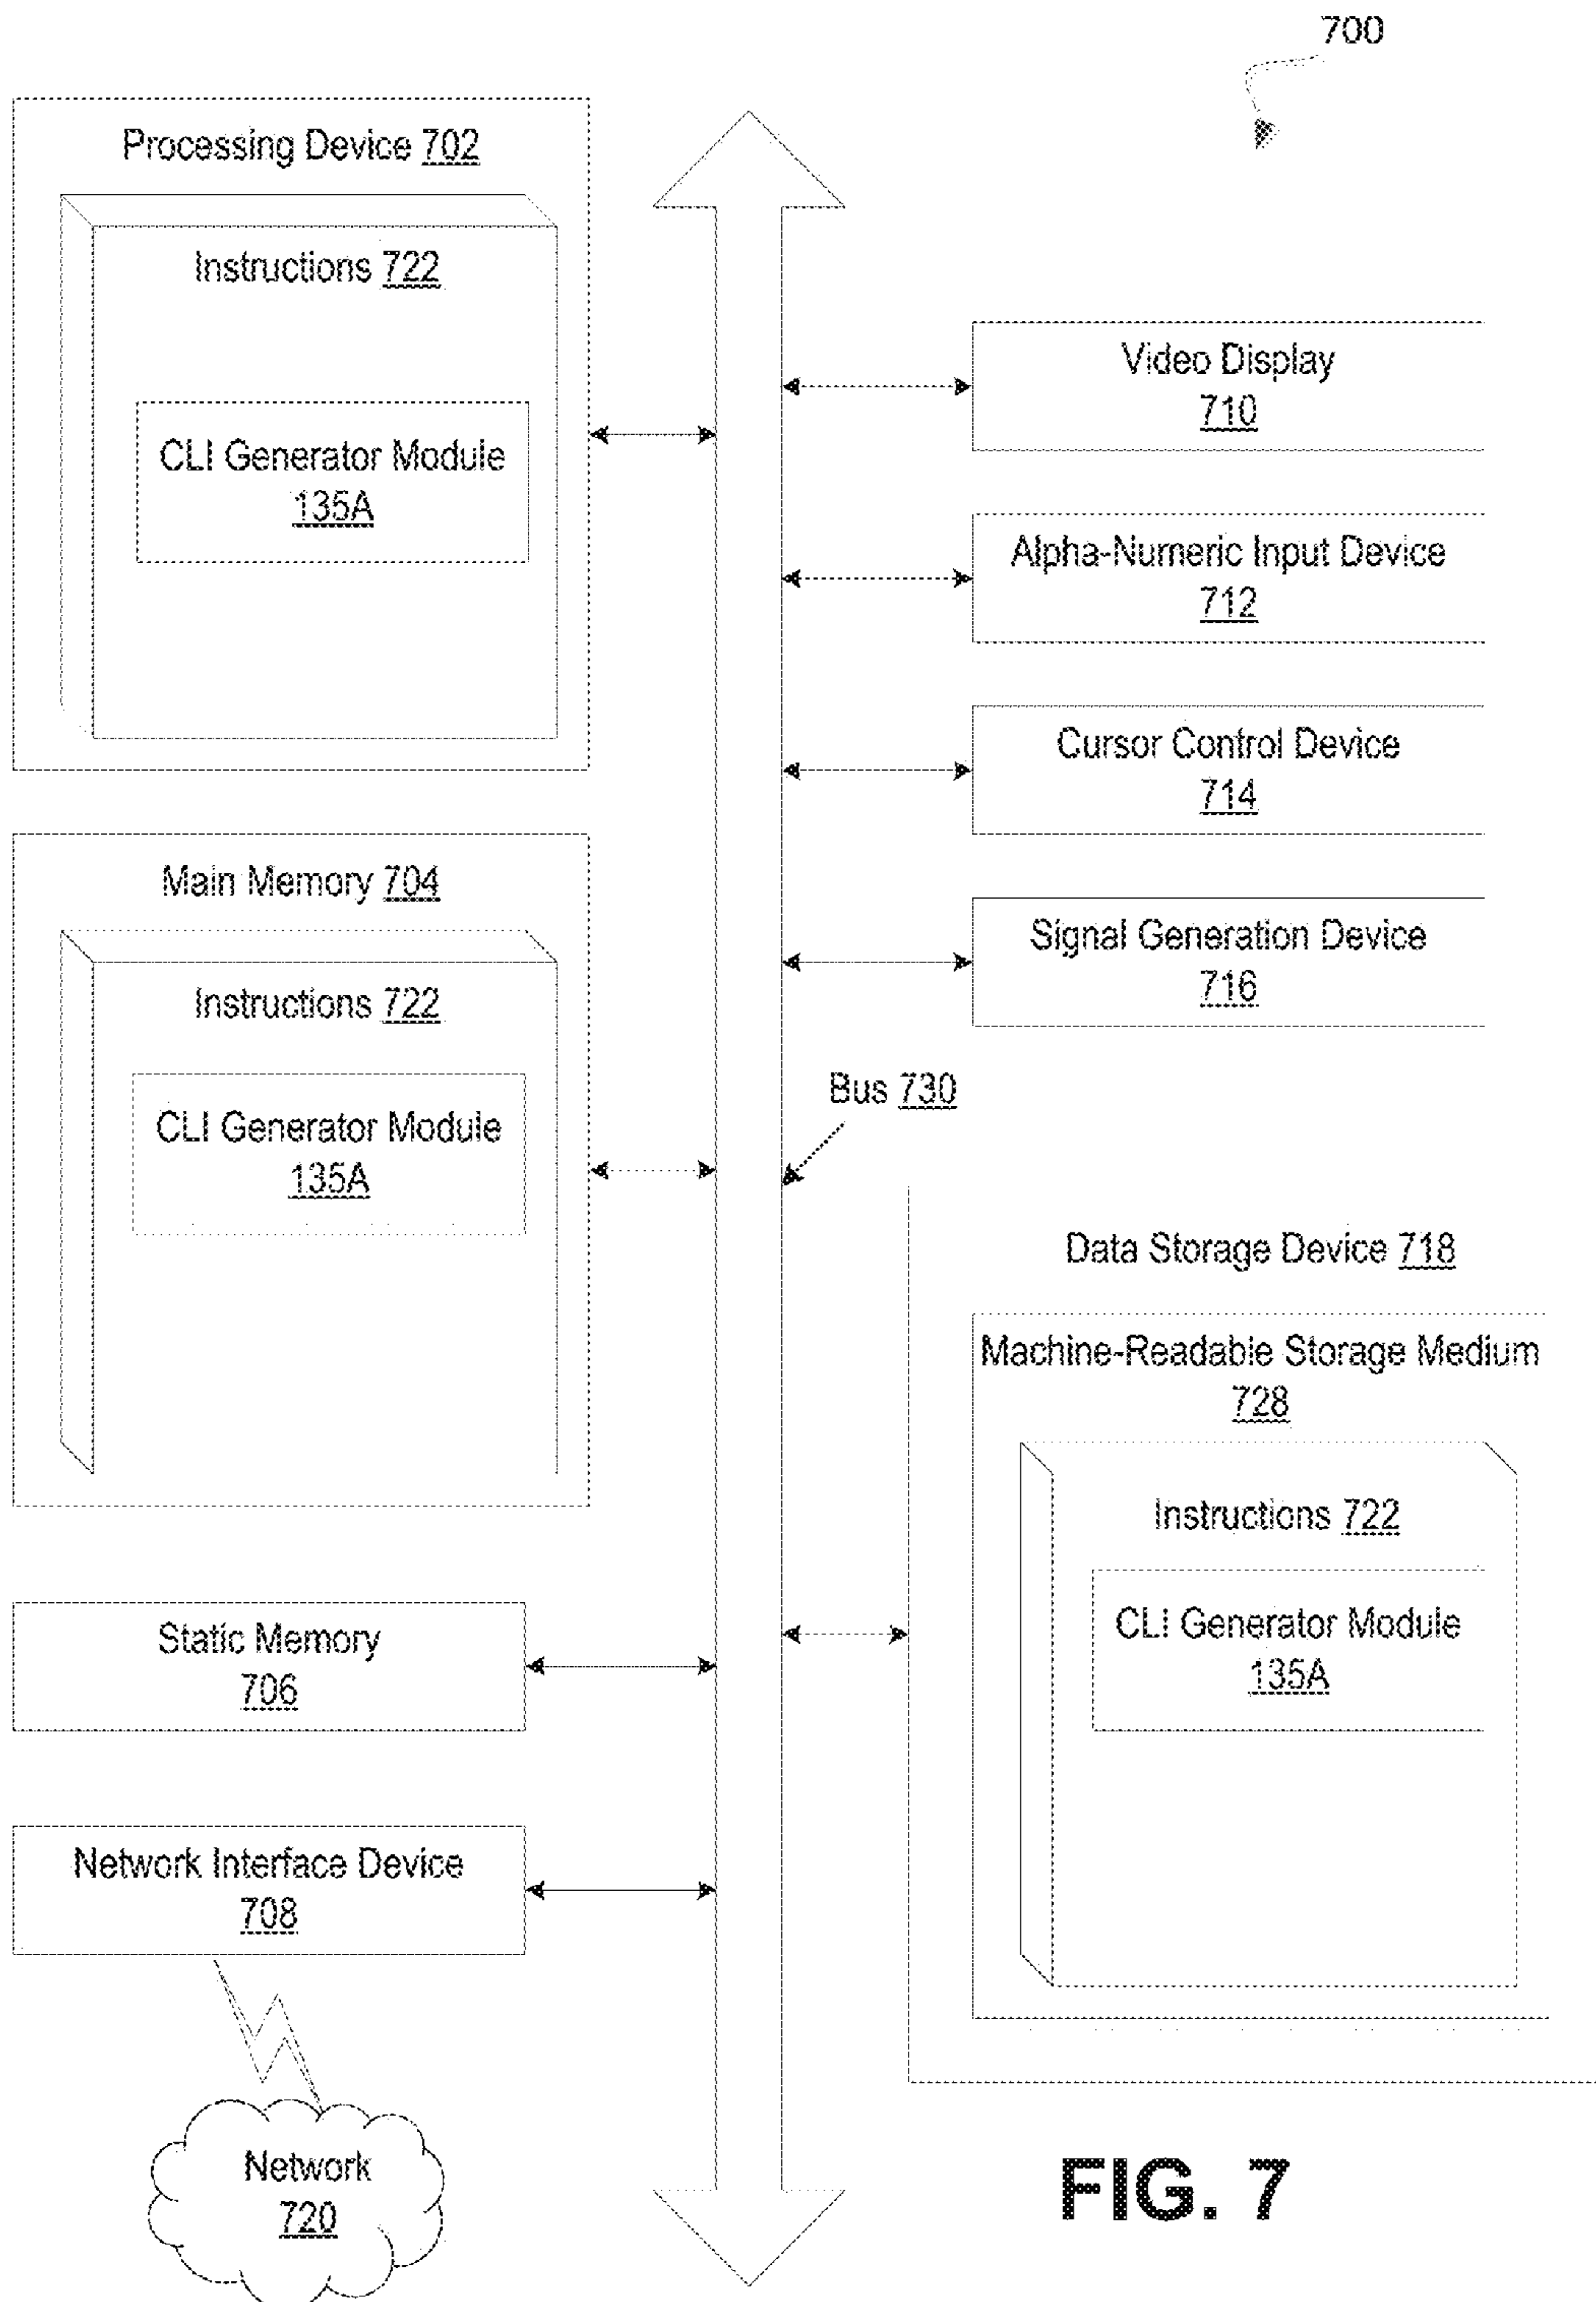 700
Processing Device 702
Instructions 722
CLI Generator Module
135A
Video Display
710
Alpha-Numeric Input Device
712
Cursor Control Device
714
Signal Generation Device
716
Main Memory 704
Instructions 722
CLI Generator Module
135A
Bus 730
Data Storage Device 718
Machine-Readable Storage Medium
728
Instructions 722
CLI Generator Module
135A
Static Memory
706
Network Interface Device
708
Network
720
FIG. 7